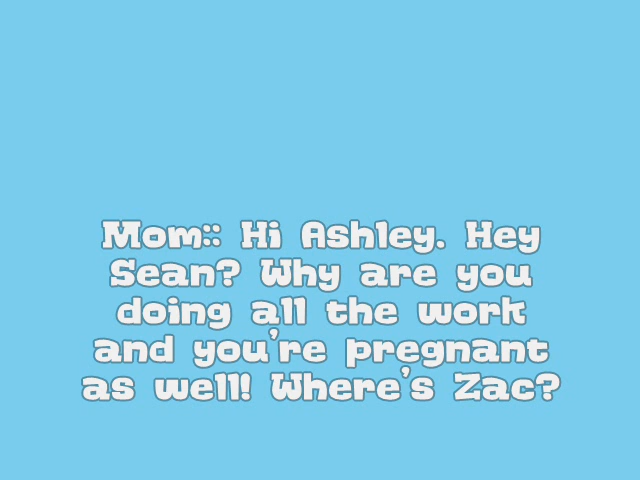 Mom:: Hi Ashley. Hey
Sean? Why are you
doing all the work
and you're pregnant
as well! Where's Zac?